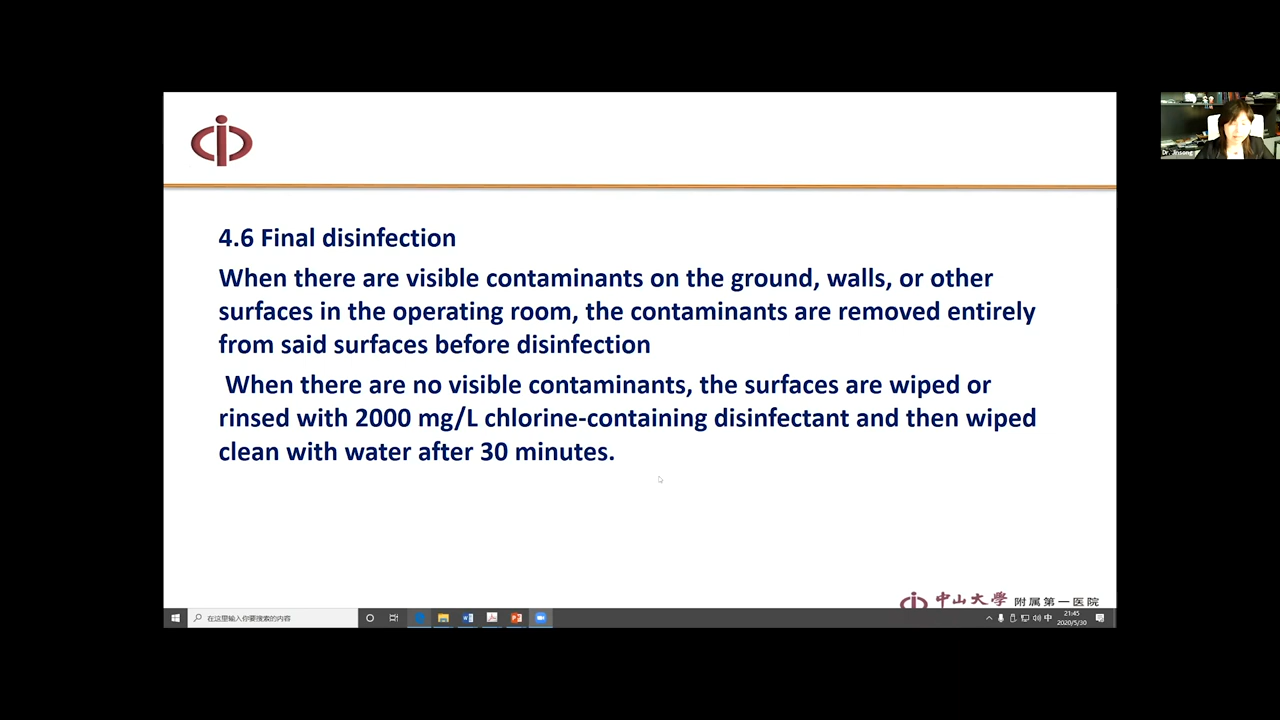 4.6 Final disinfection
When there are visible contaminants on the ground, walls, or other
surfaces in the operating room, the contaminants are removed entirely
from said surfaces before disinfection
When there are no visible contaminants, the surfaces are wiped or
rinsed with 2000 mg/L chlorine-containing disinfectant and then wiped
clean with water after 30 minutes.
中山大学 附属第一医院
在这里输入你要搜索的内容
中
21:45
2020/5/30
Dr. Jinsong